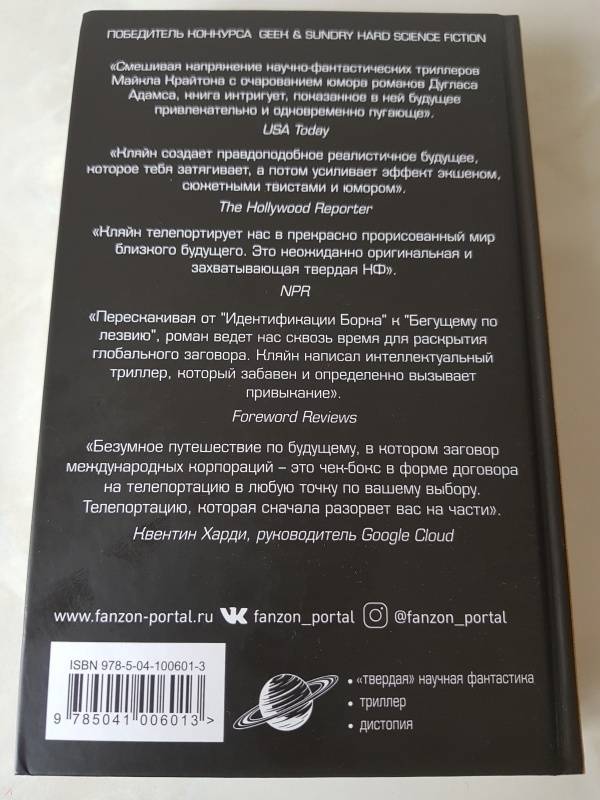 ПОБЕДИТЕЛЬ КОНКУРСА GEEK & SUNDRY HARD SCIENCE FICTION
«Смешивая напряжение научно-фантастических триллеров
Майкла Крайтона с очарованием юмора романов Дугласа
Адамса, книга интригует, показанное в ней будущее
привлекательно и одновременно пугающе».
USA Today
«Кляйн создает правдоподобное реалистичное будущее,
которое тебя затягивает, а потом усиливает эффект экшеном,
сюжетными твистами и юмором».
The Hollywood Reporter
«Кляйн телепортирует нас в прекрасно прорисованный мир
близкого будущего. Это неожиданно оригинальная и
захватывающая твердая НФ».
NPR
«Перескакивая от "Идентификации Борна" к "Бегущему по
лезвию", роман ведет нас сквозь время для раскрытия
глобального заговора. Кляйн написал интеллектуальный
триллер, который забавен и определенно вызывает
привыкание».
Foreword Reviews
«Безумное путешествие по будущему, в котором заговор
международных корпораций – это чек-бокс в форме договора
на телепортацию в любую точку по вашему выбору.
Телепортацию, которая сначала разорвет вас на части».
Квентин Харди, руководитель Google Cloud
www.fanzon-portal.ru fanzon_portal @fanzon_portal
ISBN 978-5-04-100601-3
9 785041 006013 >
• «твердая» научная фантастика
• триллер
• дистопия